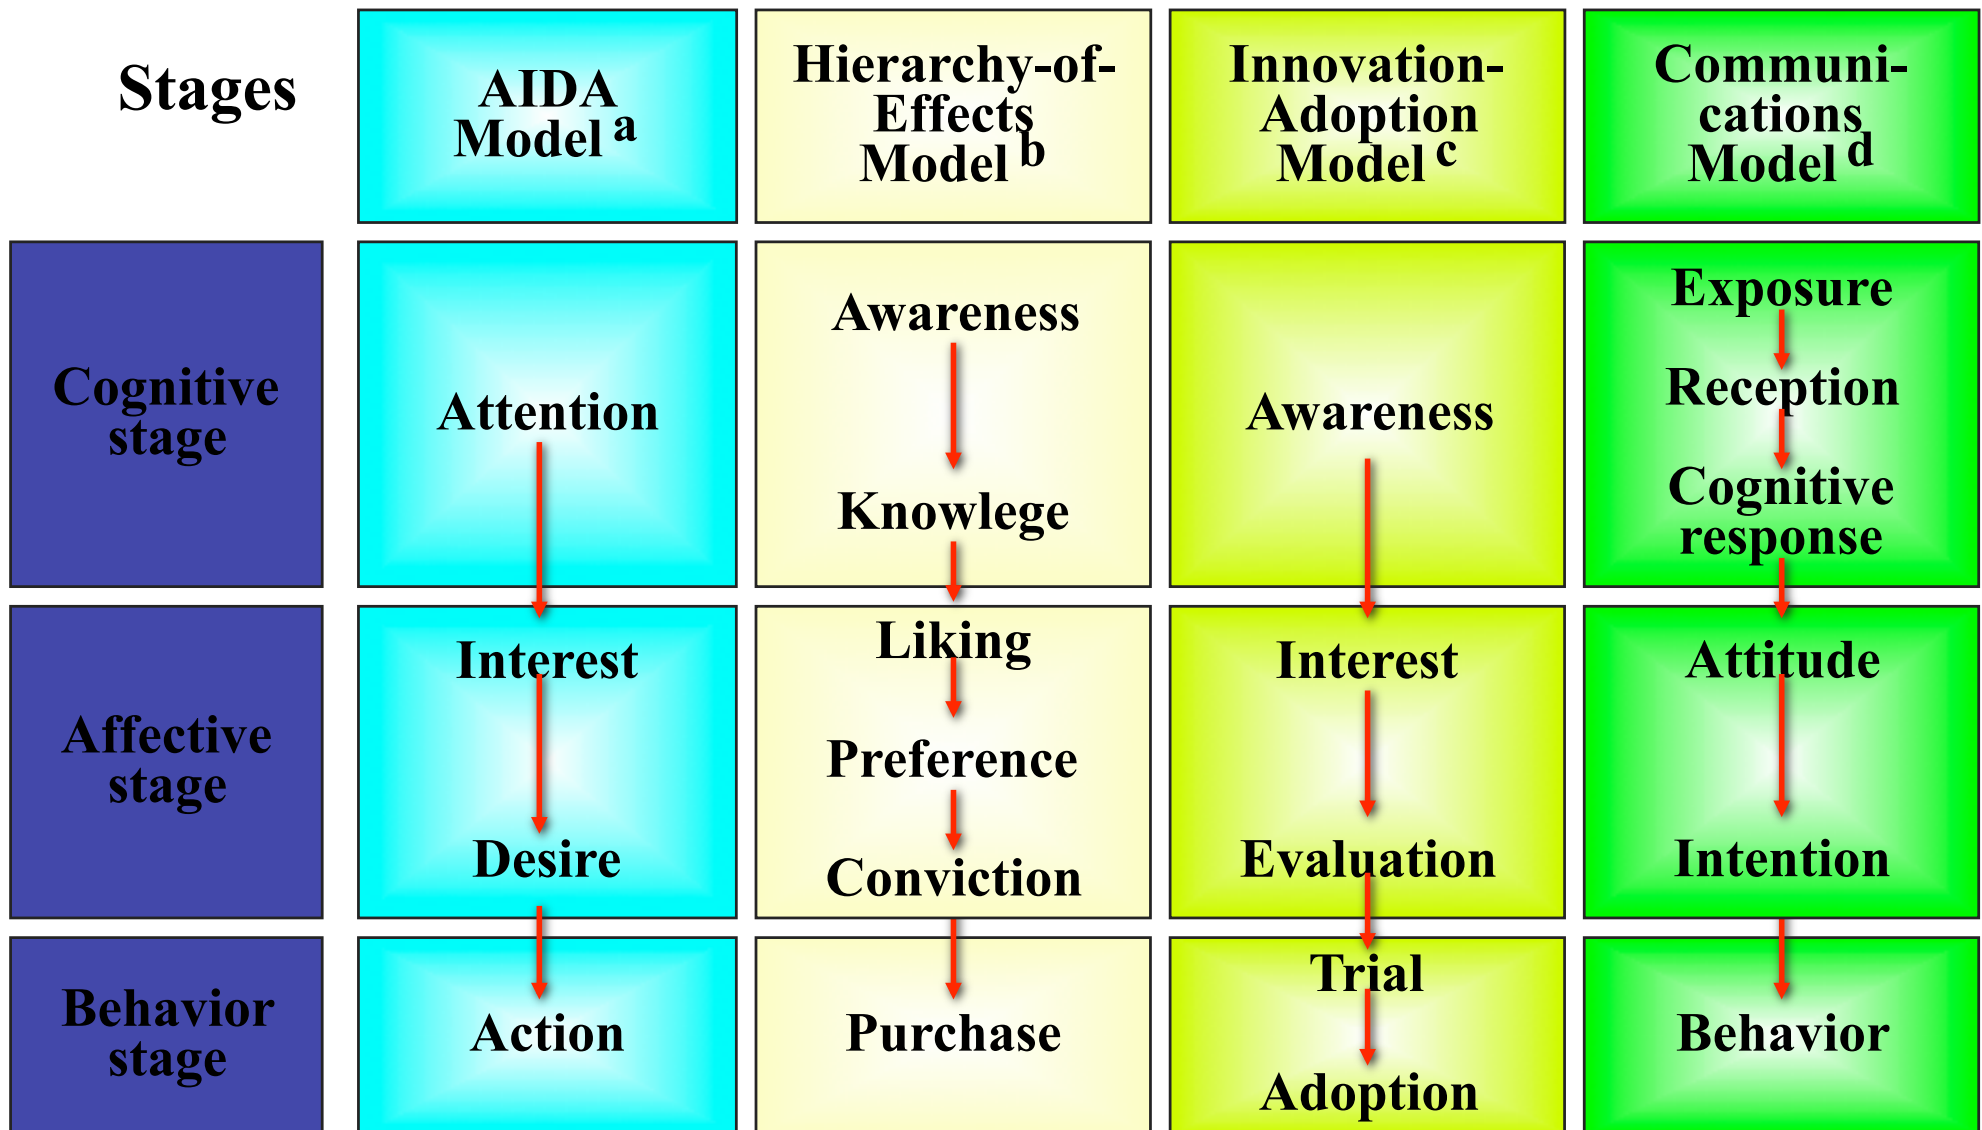 Stages
AIDA
Model a
Hierarchy-of-
Effects
Model b
Innovation-
Adoption
Model c
Communi-
cations
Model d
Cognitive
stage
Attention
Awareness
Knowlege
Awareness
Exposure
Reception
Cognitive
response
Affective
stage
Interest
Desire
Liking
Preference
Conviction
Interest
Evaluation
Attitude
Intention
Behavior
stage
Action
Purchase
Trial
Adoption
Behavior